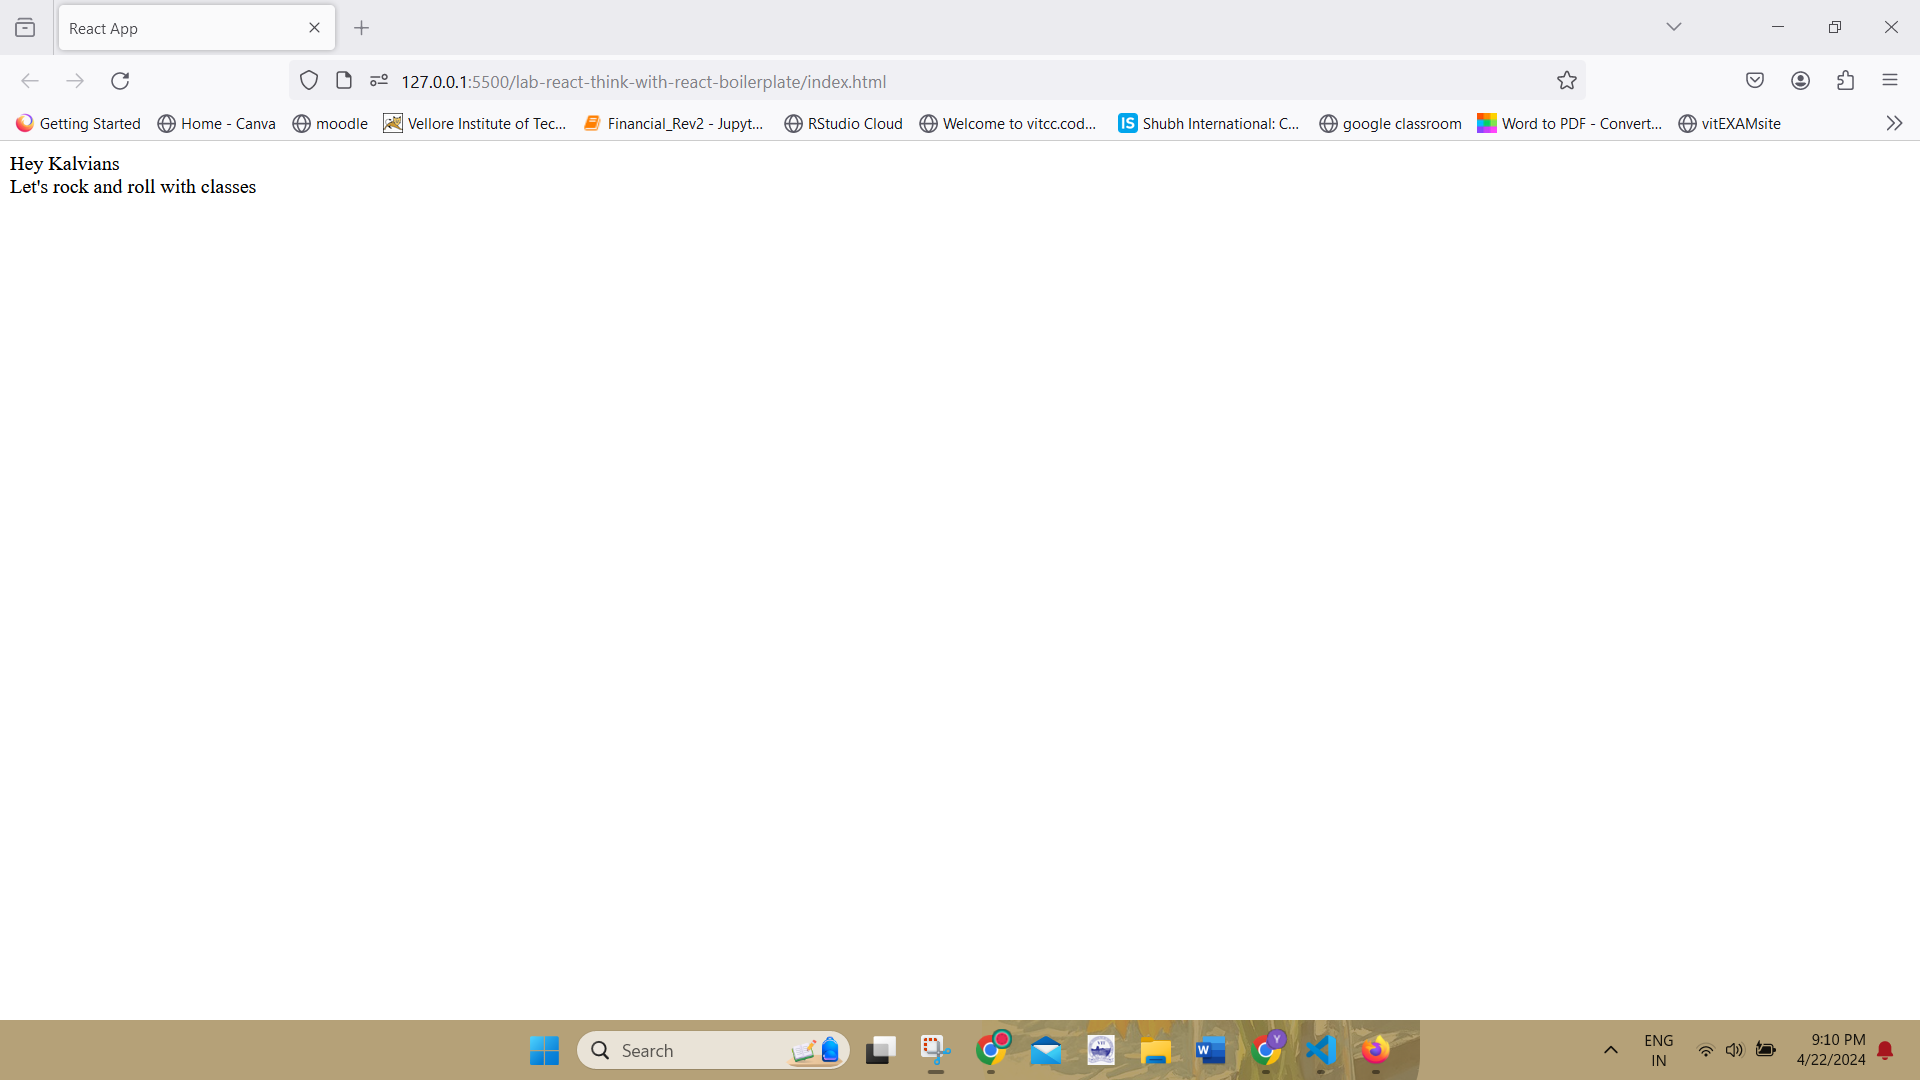 React App
127.0.0.1:5500/lab-react-think-with-react-boilerplate/index.html
Getting Started Home - Canva moodle Vellore Institute of Tec... Financial_Rev2 - Jupyt... RStudio Cloud Welcome to vitcc.cod... IS Shubh International: C... google classroom Word to PDF - Convert... vitEXAMsite
Hey Kalvians
Let's rock and roll with classes
Search W Y
ENG
IN
9:10 PM
4/22/2024